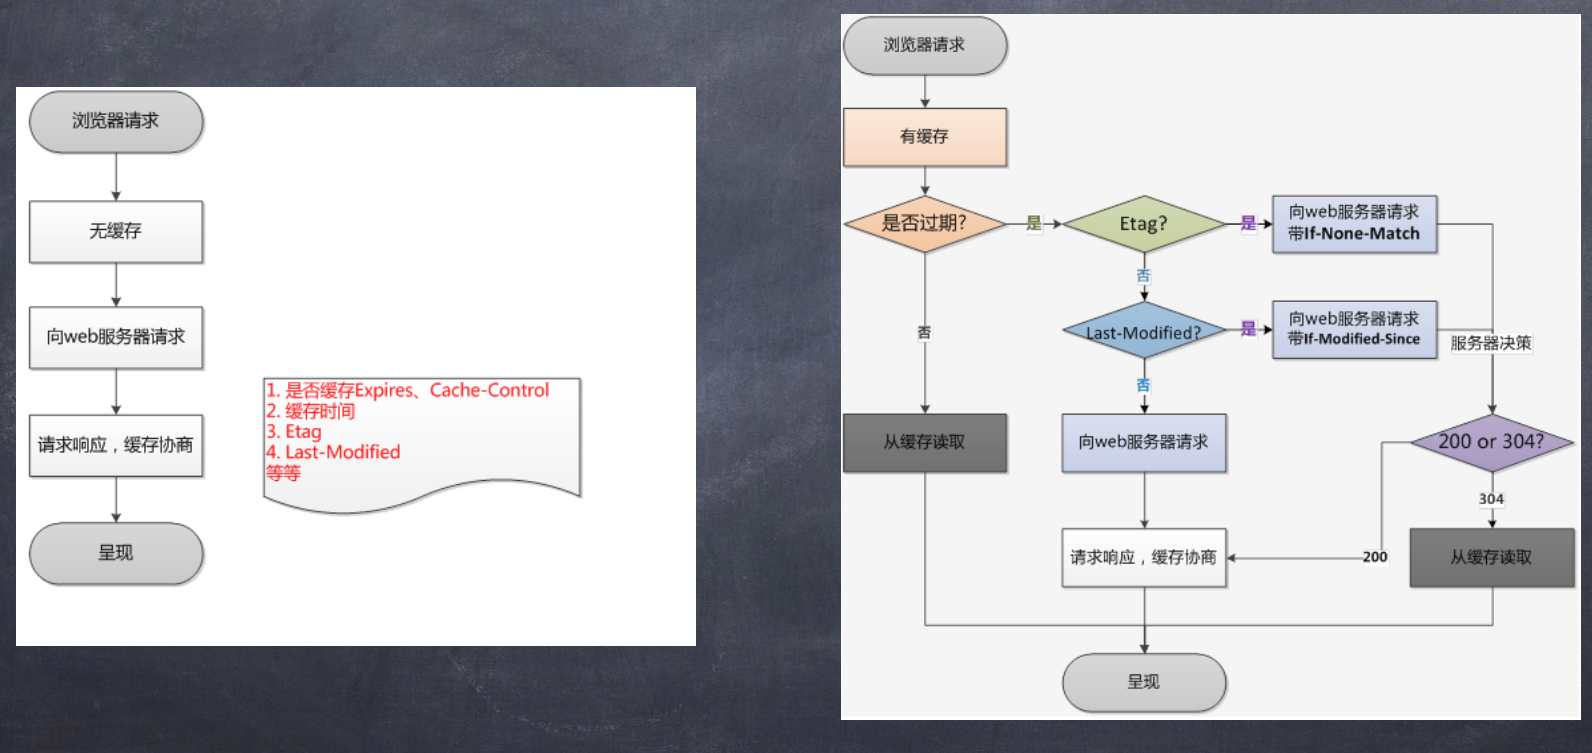 浏览器请求
无缓存
向web服务器请求
请求响应，缓存协商
呈现
1. 是否缓存Expires、Cache-Control
2. 缓存时间
3. Etag
4. Last-Modified
等等
浏览器请求
有缓存
是否过期?
是
Etag?
是
向web服务器请求
带If-None-Match
否
否
Last-Modified?
是
向web服务器请求
带If-Modified-Since
服务器决策
否
从缓存读取
向web服务器请求
200 or 304?
304
请求响应，缓存协商
200
从缓存读取
呈现